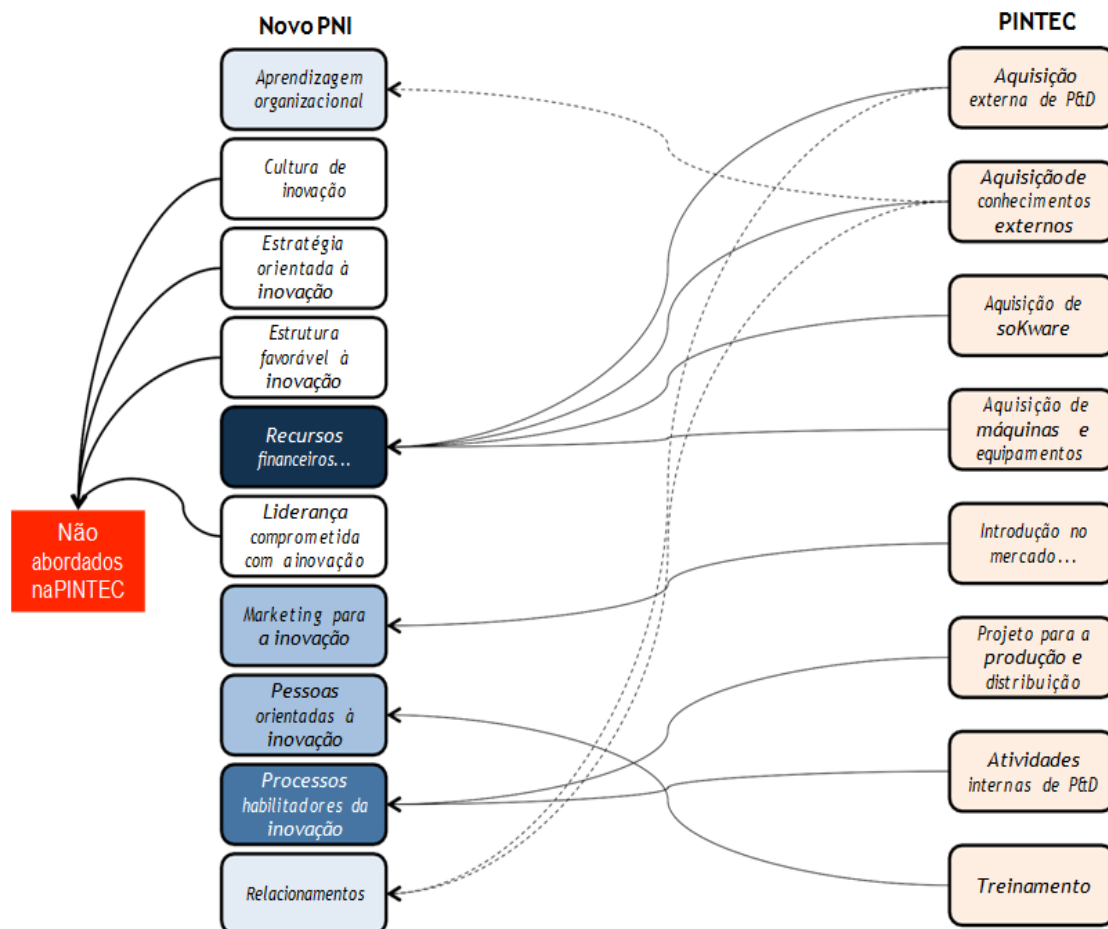 Novo PNI
Aprendizagem
organizacional
Cultura de
inovação
Estratégia
orientada à
inovação
Estrutura
favorável à
inovação
Recursos
financeiros...
Liderança
comprometida
com ainovação
Marketing para
a inovação
Pessoas
orientadas à
inovação
Processos
habilitadores da
inovação
Relacionamentos
Não
abordados
naPINTEC
PINTEC
Aquisição
externa de P&D
Aquisição de
conhecimentos
externos
Aquisição de
soKware
Aquisição de
máquinas e
equipamentos
Introdução no
mercado...
Projeto para a
produção e
distribuição
Atividades
internas de P&D
Treinamento